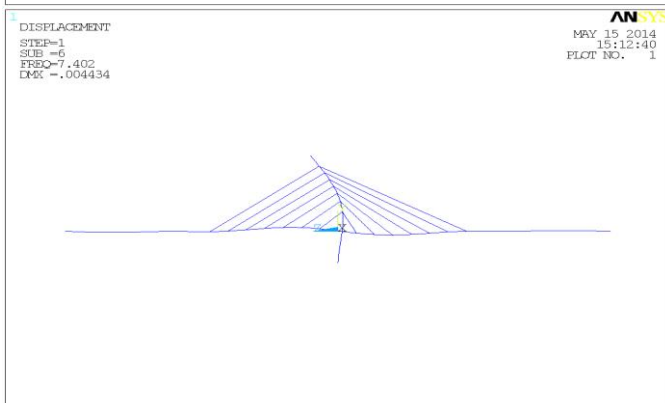 1
DISPLACEMENT
STEP=1
SUB =6
FREQ=7.402
DMX =.004434
ANSYS
MAY 15 2014
15:12:40
PLOT NO. 1
X